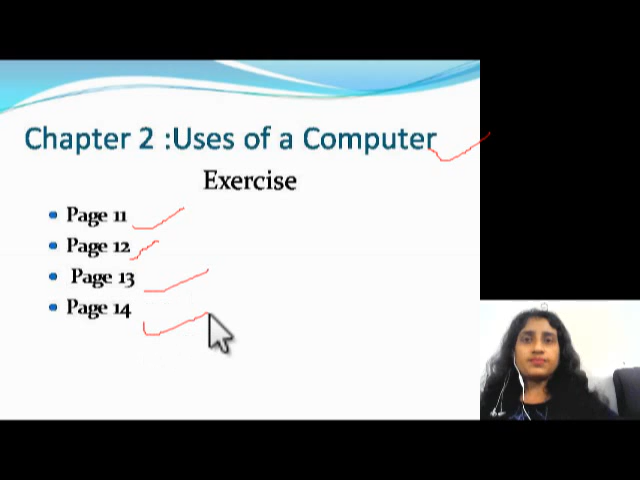 Chapter 2 :Uses of a Computer
Exercise
Page 11
Page 12
Page 13
Page 14